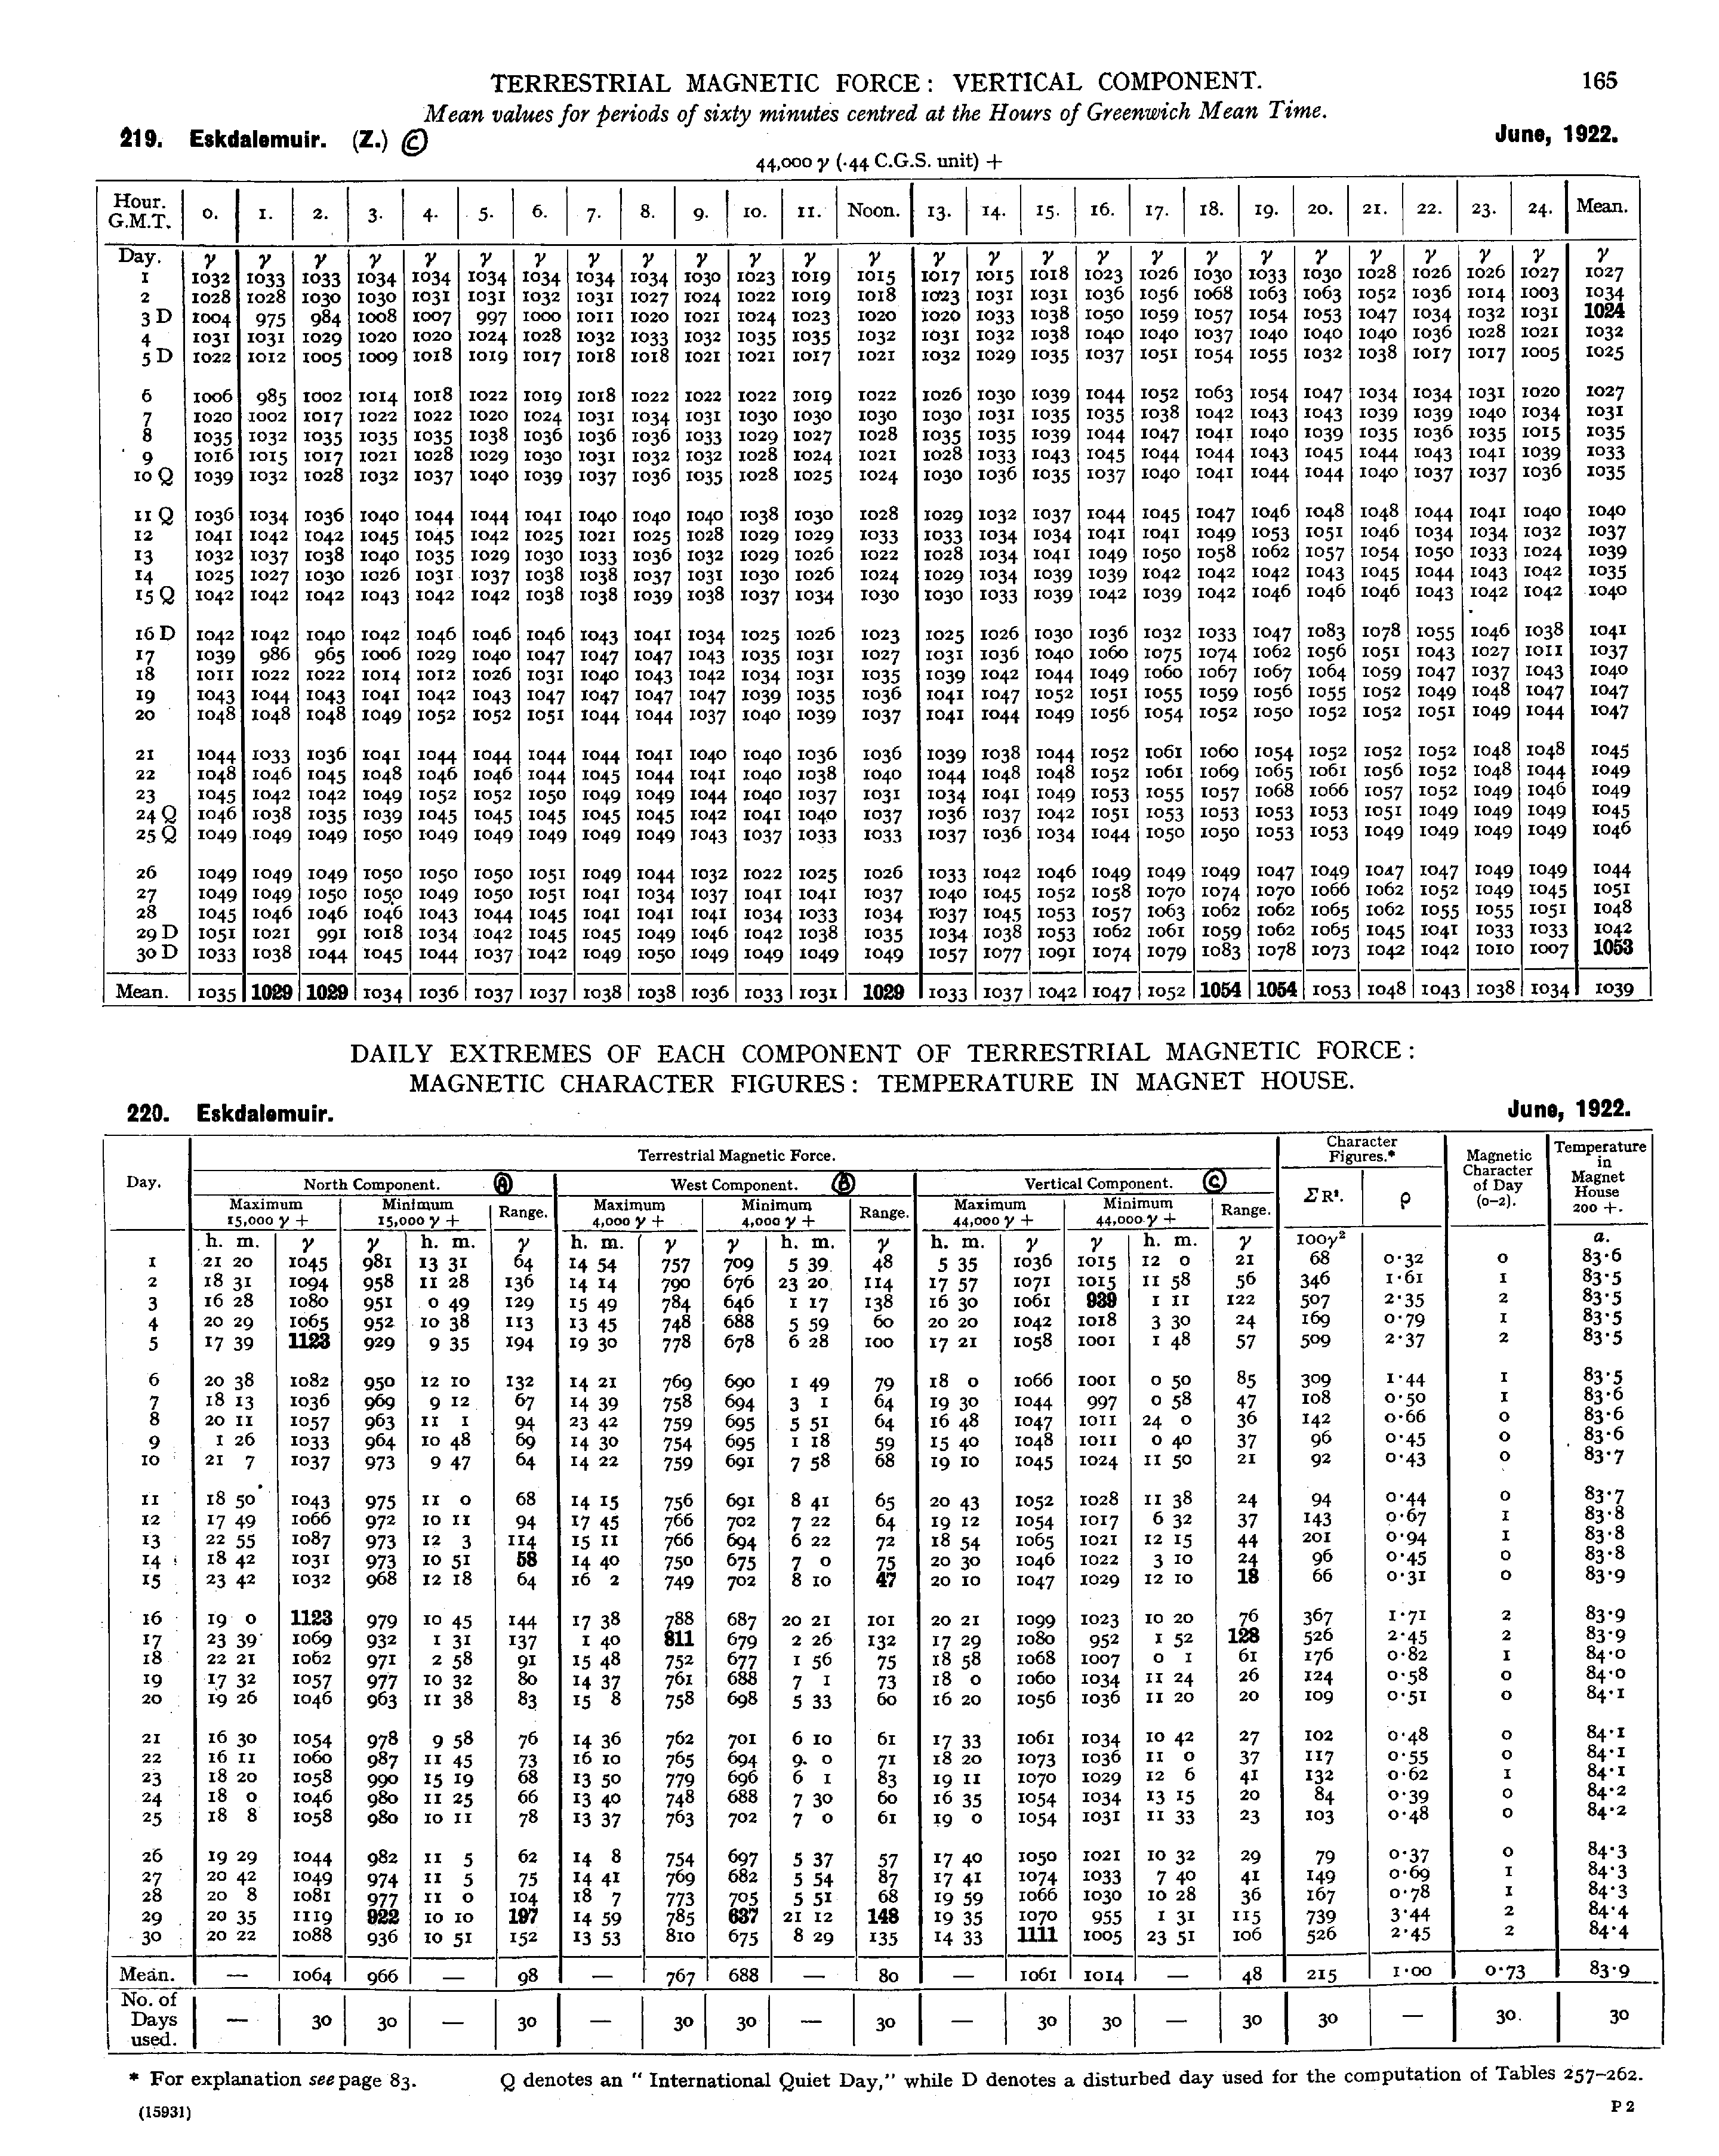 TERRESTRIAL MAGNETIC FORCE: VERTICAL COMPONENT. 165
Mean values for periods of sixty minutes centred at the Hours of Greenwich Mean Time.
219. Eskdalemuir. (Z.) Ⓒ June, 1922.
44,000 γ (·44 C.G.S. unit) +
Hour. G.M.T. 0. 1. 2. 3. 4. 5. 6. 7. 8. 9. 10. 11. Noon. 13. 14. 15. 16. 17. 18. 19. 20. 21. 22. 23. 24. Mean.
Day. γ γ γ γ γ γ γ γ γ γ γ γ γ γ γ γ γ γ γ γ γ γ γ γ γ γ
1 1032 1033 1033 1034 1034 1034 1034 1034 1034 1030 1023 1019 1015 1017 1015 1018 1023 1026 1030 1033 1030 1028 1026 1026 1027 1027
2 1028 1028 1030 1030 1031 1031 1032 1031 1027 1024 1022 1019 1018 1023 1031 1031 1036 1056 1068 1063 1063 1052 1036 1014 1003 1034
3 D 1004 975 984 1008 1007 997 1000 1011 1020 1021 1024 1023 1020 1020 1033 1038 1050 1059 1057 1054 1053 1047 1034 1032 1031 1024
4 1031 1031 1029 1020 1020 1024 1028 1032 1033 1032 1035 1035 1032 1031 1032 1038 1040 1040 1037 1040 1040 1040 1036 1028 1021 1032
5 D 1022 1012 1005 1009 1018 1019 1017 1018 1018 1021 1021 1017 1021 1032 1029 1035 1037 1051 1054 1055 1032 1038 1017 1017 1005 1025
6 1006 985 1002 1014 1018 1022 1019 1018 1022 1022 1022 1019 1022 1026 1030 1039 1044 1052 1063 1054 1047 1034 1034 1031 1020 1027
7 1020 1002 1017 1022 1022 1020 1024 1031 1034 1031 1030 1030 1030 1030 1031 1035 1035 1038 1042 1043 1043 1039 1039 1040 1034 1031
8 1035 1032 1035 1035 1035 1038 1036 1036 1036 1033 1029 1027 1028 1035 1035 1039 1044 1047 1041 1040 1039 1035 1036 1035 1015 1035
9 1016 1015 1017 1021 1028 1029 1030 1031 1032 1032 1028 1024 1021 1028 1033 1043 1045 1044 1044 1043 1045 1044 1043 1041 1039 1033
10 Q 1039 1032 1028 1032 1037 1040 1039 1037 1036 1035 1028 1025 1024 1030 1036 1035 1037 1040 1041 1044 1044 1040 1037 1037 1036 1035
11 Q 1036 1034 1036 1040 1044 1044 1041 1040 1040 1040 1038 1030 1028 1029 1032 1037 1044 1045 1047 1046 1048 1048 1044 1041 1040 1040
12 1041 1042 1042 1045 1045 1042 1025 1021 1025 1028 1029 1029 1033 1033 1034 1034 1041 1041 1049 1053 1051 1046 1034 1034 1032 1037
13 1032 1037 1038 1040 1035 1029 1030 1033 1036 1032 1029 1026 1022 1028 1034 1041 1049 1050 1058 1062 1057 1054 1050 1033 1024 1039
14 1025 1027 1030 1026 1031 1037 1038 1038 1037 1031 1030 1026 1024 1029 1034 1039 1039 1042 1042 1042 1043 1045 1044 1043 1042 1035
15 Q 1042 1042 1042 1043 1042 1042 1038 1038 1039 1038 1037 1034 1030 1030 1033 1039 1042 1039 1042 1046 1046 1046 1043 1042 1042 1040
16 D 1042 1042 1040 1042 1046 1046 1046 1043 1041 1034 1025 1026 1023 1025 1026 1030 1036 1032 1033 1047 1083 1078 1055 1046 1038 1041
17 1039 986 965 1006 1029 1040 1047 1047 1047 1043 1035 1031 1027 1031 1036 1040 1060 1075 1074 1062 1056 1051 1043 1027 1011 1037
18 1011 1022 1022 1014 1012 1026 1031 1040 1043 1042 1034 1031 1035 1039 1042 1044 1049 1060 1067 1067 1064 1059 1047 1037 1043 1040
19 1043 1044 1043 1041 1042 1043 1047 1047 1047 1047 1039 1035 1036 1041 1047 1052 1051 1055 1059 1056 1055 1052 1049 1048 1047 1047
20 1048 1048 1048 1049 1052 1052 1051 1044 1044 1037 1040 1039 1037 1041 1044 1049 1056 1054 1052 1050 1052 1052 1051 1049 1044 1047
21 1044 1033 1036 1041 1044 1044 1044 1044 1041 1040 1040 1036 1036 1039 1038 1044 1052 1061 1060 1054 1052 1052 1052 1048 1048 1045
22 1048 1046 1045 1048 1046 1046 1044 1045 1044 1041 1040 1038 1040 1044 1048 1048 1052 1061 1069 1065 1061 1056 1052 1048 1044 1049
23 1045 1042 1042 1049 1052 1052 1050 1049 1049 1044 1040 1037 1031 1034 1041 1049 1053 1055 1057 1068 1066 1057 1052 1049 1046 1049
24 Q 1046 1038 1035 1039 1045 1045 1045 1045 1045 1042 1041 1040 1037 1036 1037 1042 1051 1053 1053 1053 1053 1051 1049 1049 1049 1045
25 Q 1049 1049 1049 1050 1049 1049 1049 1049 1049 1043 1037 1033 1033 1037 1036 1034 1044 1050 1050 1053 1053 1049 1049 1049 1049 1046
26 1049 1049 1049 1050 1050 1050 1051 1049 1044 1032 1022 1025 1026 1033 1042 1046 1049 1049 1049 1047 1049 1047 1047 1049 1049 1044
27 1049 1049 1050 1050 1049 1050 1051 1041 1034 1037 1041 1041 1037 1040 1045 1052 1058 1070 1074 1070 1066 1062 1052 1049 1045 1051
28 1045 1046 1046 1046 1043 1044 1045 1041 1041 1041 1034 1033 1034 1037 1045 1053 1057 1063 1062 1062 1065 1062 1055 1055 1051 1048
29 D 1051 1021 991 1018 1034 1042 1045 1045 1049 1046 1042 1038 1035 1034 1038 1053 1062 1061 1059 1062 1065 1045 1041 1033 1033 1042
30 D 1033 1038 1044 1045 1044 1037 1042 1049 1050 1049 1049 1049 1049 1057 1077 1091 1074 1079 1083 1078 1073 1042 1042 1010 1007 1053
Mean. 1035 1029 1029 1034 1036 1037 1037 1038 1038 1036 1033 1031 1029 1033 1037 1042 1047 1052 1054 1054 1053 1048 1043 1038 1034 1039
DAILY EXTREMES OF EACH COMPONENT OF TERRESTRIAL MAGNETIC FORCE:
MAGNETIC CHARACTER FIGURES: TEMPERATURE IN MAGNET HOUSE.
220. Eskdalemuir. June, 1922.
Day. Terrestrial Magnetic Force. Character Figures.* Magnetic Character of Day (0–2). Temperature in Magnet House 200 +.
North Component. Ⓐ West Component. Ⓑ Vertical Component. Ⓒ ΣR². ρ
Maximum 15,000 γ + Minimum 15,000 γ + Range. Maximum 4,000 γ + Minimum 4,000 γ + Range. Maximum 44,000 γ + Minimum 44,000 γ + Range.
h. m. γ γ h. m. γ h. m. γ γ h. m. γ h. m. γ γ h. m. γ 100γ² a.
1 21 20 1045 981 13 31 64 14 54 757 709 5 39 48 5 35 1036 1015 12 0 21 68 0·32 0 83·6
2 18 31 1094 958 11 28 136 14 14 790 676 23 20 114 17 57 1071 1015 11 58 56 346 1·61 1 83·5
3 16 28 1080 951 0 49 129 15 49 784 646 1 17 138 16 30 1061 939 1 11 122 507 2·35 2 83·5
4 20 29 1065 952 10 38 113 13 45 748 688 5 59 60 20 20 1042 1018 3 30 24 169 0·79 1 83·5
5 17 39 1123 929 9 35 194 19 30 778 678 6 28 100 17 21 1058 1001 1 48 57 509 2·37 2 83·5
6 20 38 1082 950 12 10 132 14 21 769 690 1 49 79 18 0 1066 1001 0 50 85 309 1·44 1 83·5
7 18 13 1036 969 9 12 67 14 39 758 694 3 1 64 19 30 1044 997 0 58 47 108 0·50 1 83·6
8 20 11 1057 963 11 1 94 23 42 759 695 5 51 64 16 48 1047 1011 24 0 36 142 0·66 0 83·6
9 1 26 1033 964 10 48 69 14 30 754 695 1 18 59 15 40 1048 1011 0 40 37 96 0·45 0 83·6
10 21 7 1037 973 9 47 64 14 22 759 691 7 58 68 19 10 1045 1024 11 50 21 92 0·43 0 83·7
11 18 50 1043 975 11 0 68 14 15 756 691 8 41 65 20 43 1052 1028 11 38 24 94 0·44 0 83·7
12 17 49 1066 972 10 11 94 17 45 766 702 7 22 64 19 12 1054 1017 6 32 37 143 0·67 1 83·8
13 22 55 1087 973 12 3 114 15 11 766 694 6 22 72 18 54 1065 1021 12 15 44 201 0·94 1 83·8
14 18 42 1031 973 10 51 58 14 40 750 675 7 0 75 20 30 1046 1022 3 10 24 96 0·45 0 83·8
15 23 42 1032 968 12 18 64 16 2 749 702 8 10 47 20 10 1047 1029 12 10 18 66 0·31 0 83·9
16 19 0 1123 979 10 45 144 17 38 788 687 20 21 101 20 21 1099 1023 10 20 76 367 1·71 2 83·9
17 23 39 1069 932 1 31 137 1 40 811 679 2 26 132 17 29 1080 952 1 52 128 526 2·45 2 83·9
18 22 21 1062 971 2 58 91 15 48 752 677 1 56 75 18 58 1068 1007 0 1 61 176 0·82 1 84·0
19 17 32 1057 977 10 32 80 14 37 761 688 7 1 73 18 0 1060 1034 11 24 26 124 0·58 0 84·0
20 19 26 1046 963 11 38 83 15 8 758 698 5 33 60 16 20 1056 1036 11 20 20 109 0·51 0 84·1
21 16 30 1054 978 9 58 76 14 36 762 701 6 10 61 17 33 1061 1034 10 42 27 102 0·48 0 84·1
22 16 11 1060 987 11 45 73 16 10 765 694 9 0 71 18 20 1073 1036 11 0 37 117 0·55 0 84·1
23 18 20 1058 990 15 19 68 13 50 779 696 6 1 83 19 11 1070 1029 12 6 41 132 0·62 1 84·1
24 18 0 1046 980 11 25 66 13 40 748 688 7 30 60 16 35 1054 1034 13 15 20 84 0·39 0 84·2
25 18 8 1058 980 10 11 78 13 37 763 702 7 0 61 19 0 1054 1031 11 33 23 103 0·48 0 84·2
26 19 29 1044 982 11 5 62 14 8 754 697 5 37 57 17 40 1050 1021 10 32 29 79 0·37 0 84·3
27 20 42 1049 974 11 5 75 14 41 769 682 5 54 87 17 41 1074 1033 7 40 41 149 0·69 1 84·3
28 20 8 1081 977 11 0 104 18 7 773 705 5 51 68 19 59 1066 1030 10 28 36 167 0·78 1 84·3
29 20 35 1119 922 10 10 197 14 59 785 637 21 12 148 19 35 1070 955 1 31 115 739 3·44 2 84·4
30 20 22 1088 936 10 51 152 13 53 810 675 8 29 135 14 33 1111 1005 23 51 106 526 2·45 2 84·4
Mean. — 1064 966 — 98 — 767 688 — 80 — 1061 1014 — 48 215 1·00 0·73 83·9
No. of Days used. — 30 30 — 30 — 30 30 — 30 — 30 30 — 30 30 — 30. 30
* For explanation see page 83. Q denotes an “ International Quiet Day,” while D denotes a disturbed day used for the computation of Tables 257–262.
(15931) P 2